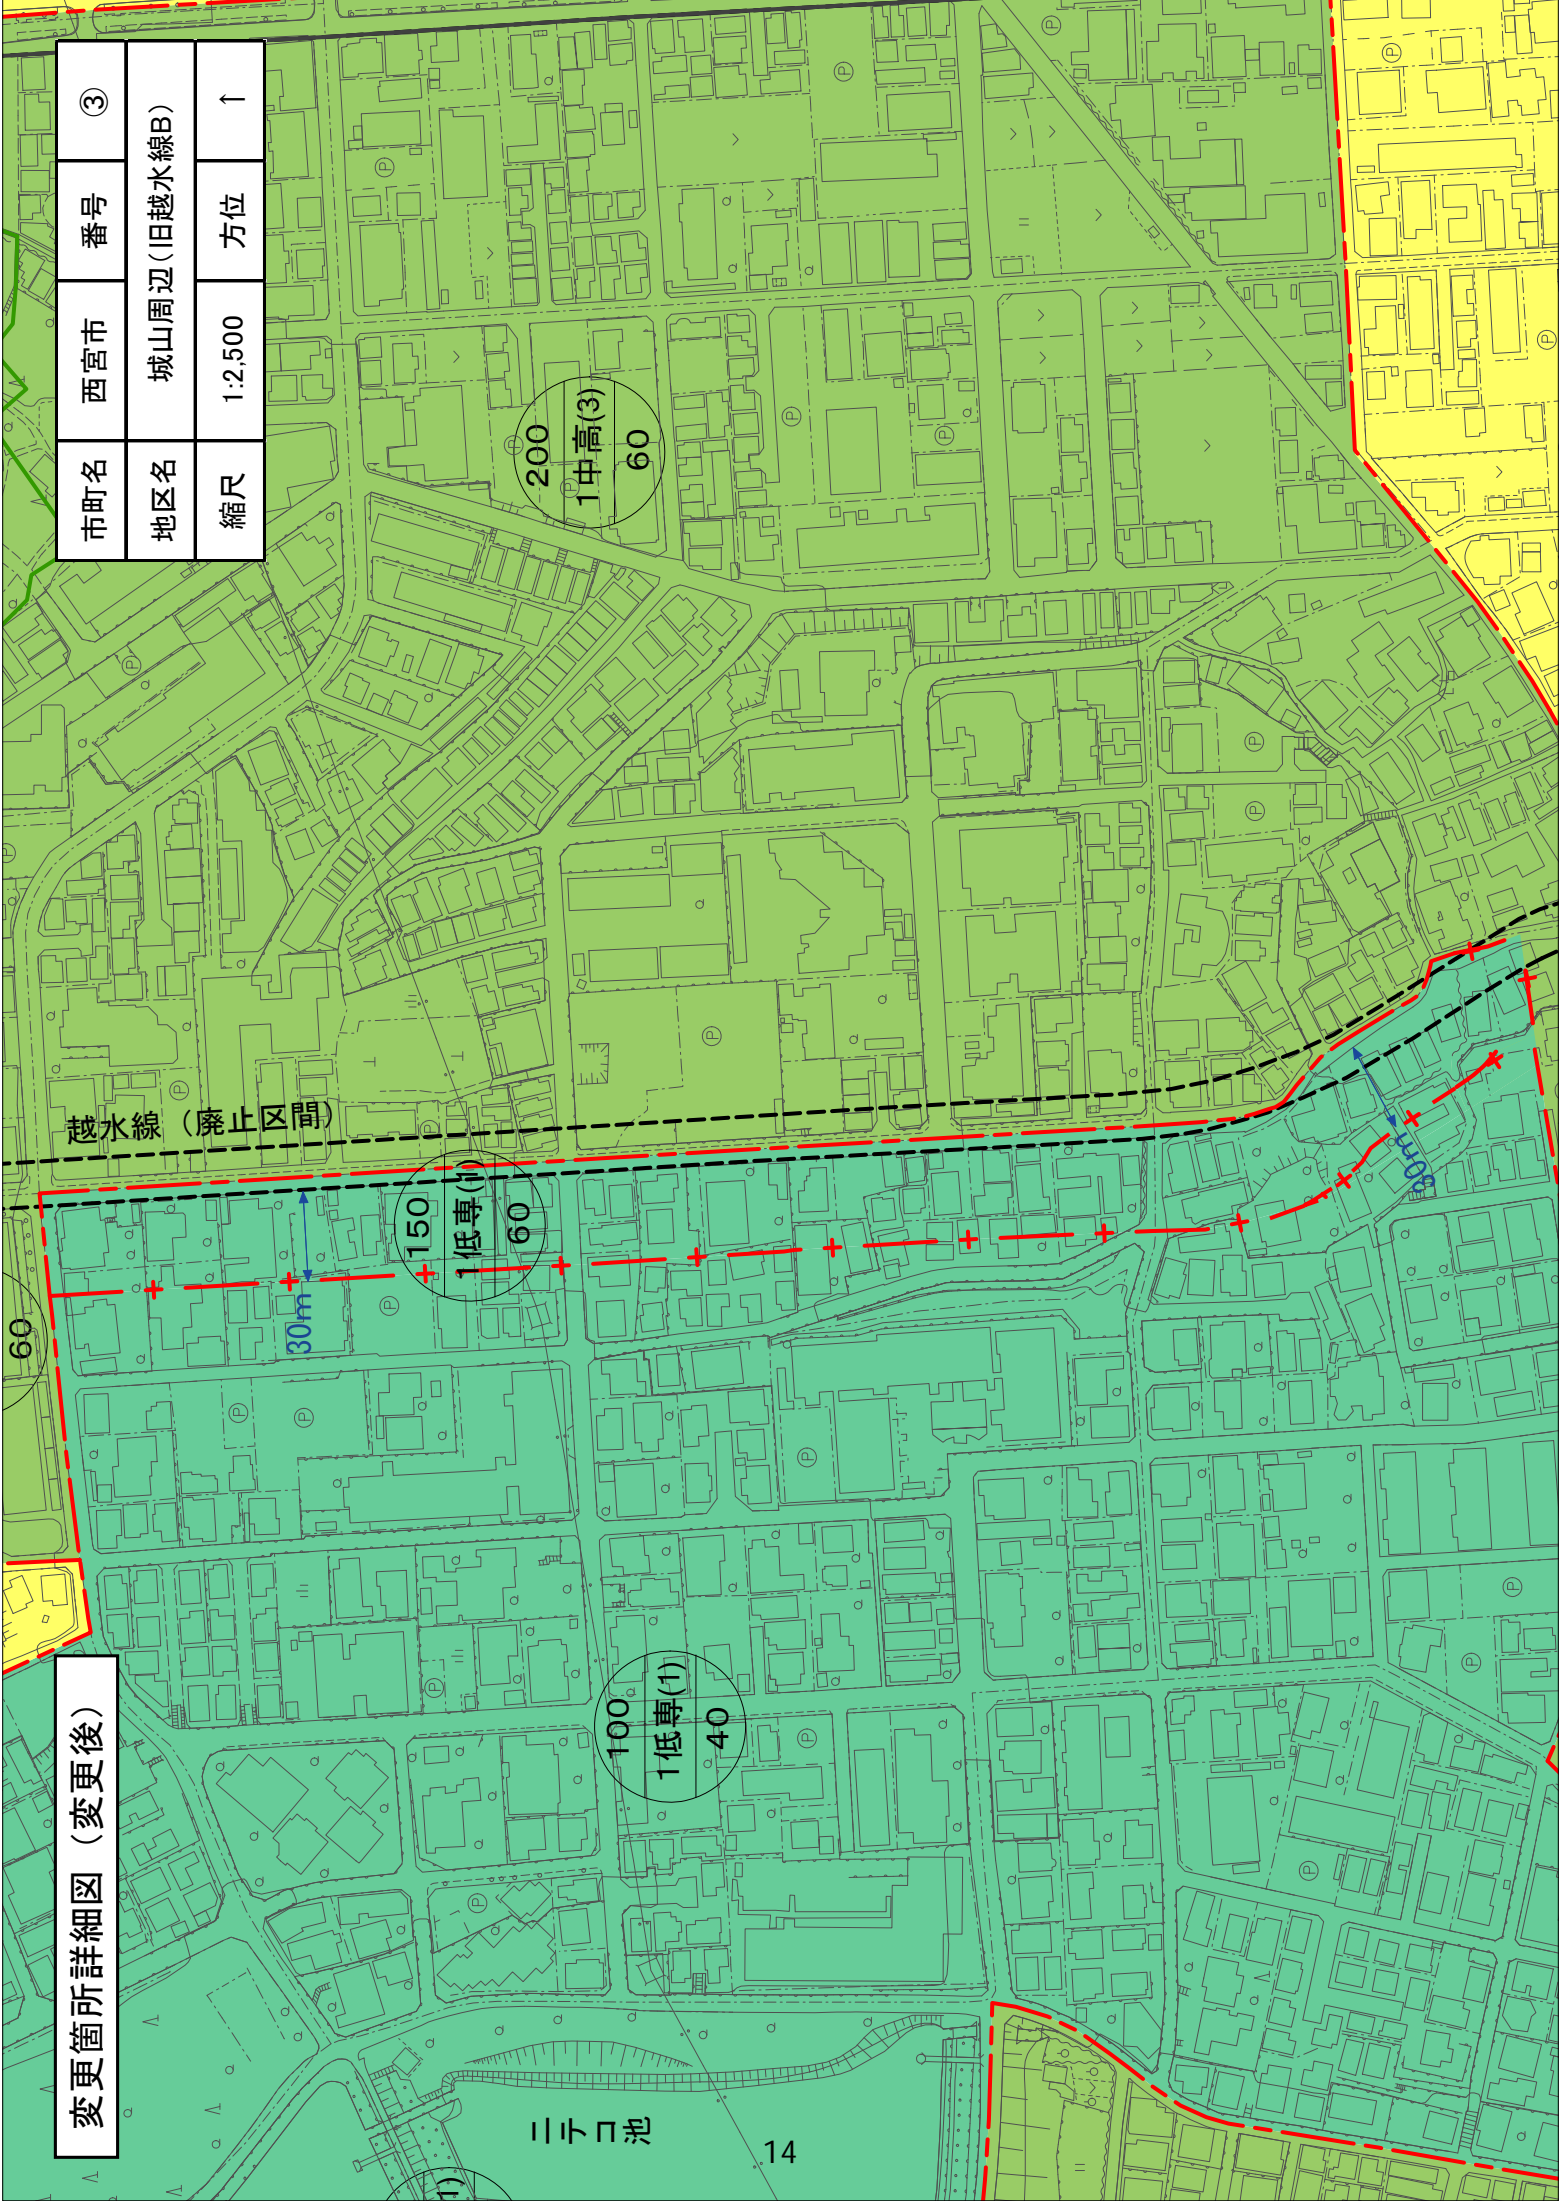 変更箇所詳細図（変更後）
市町名 西宮市 番号 ③
地区名 城山周辺（旧越水線B）
縮尺 1:2,500 方位 ↑
60
越水線（廃止区間）
30m
150
1低専(1)
60
200
1中高(3)
60
100
1低専(1)
40
30m
ニテコ池
1)
14